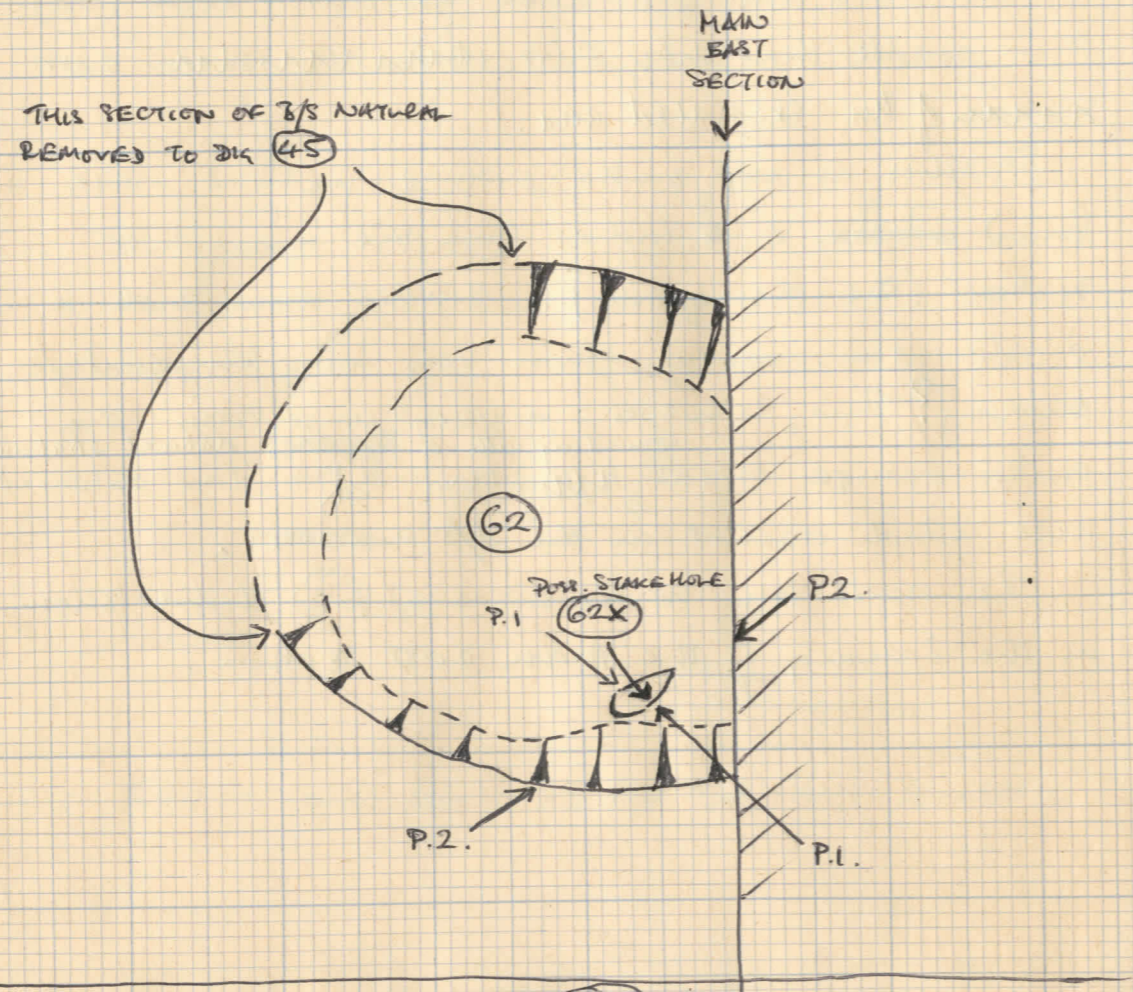 MAIN
EAST
SECTION
THIS SECTION OF B/S NATURAL
REMOVED TO DIG 45
62
POSS. STAKEHOLE
P.1
62X
P.2.
P.2.
P.1.